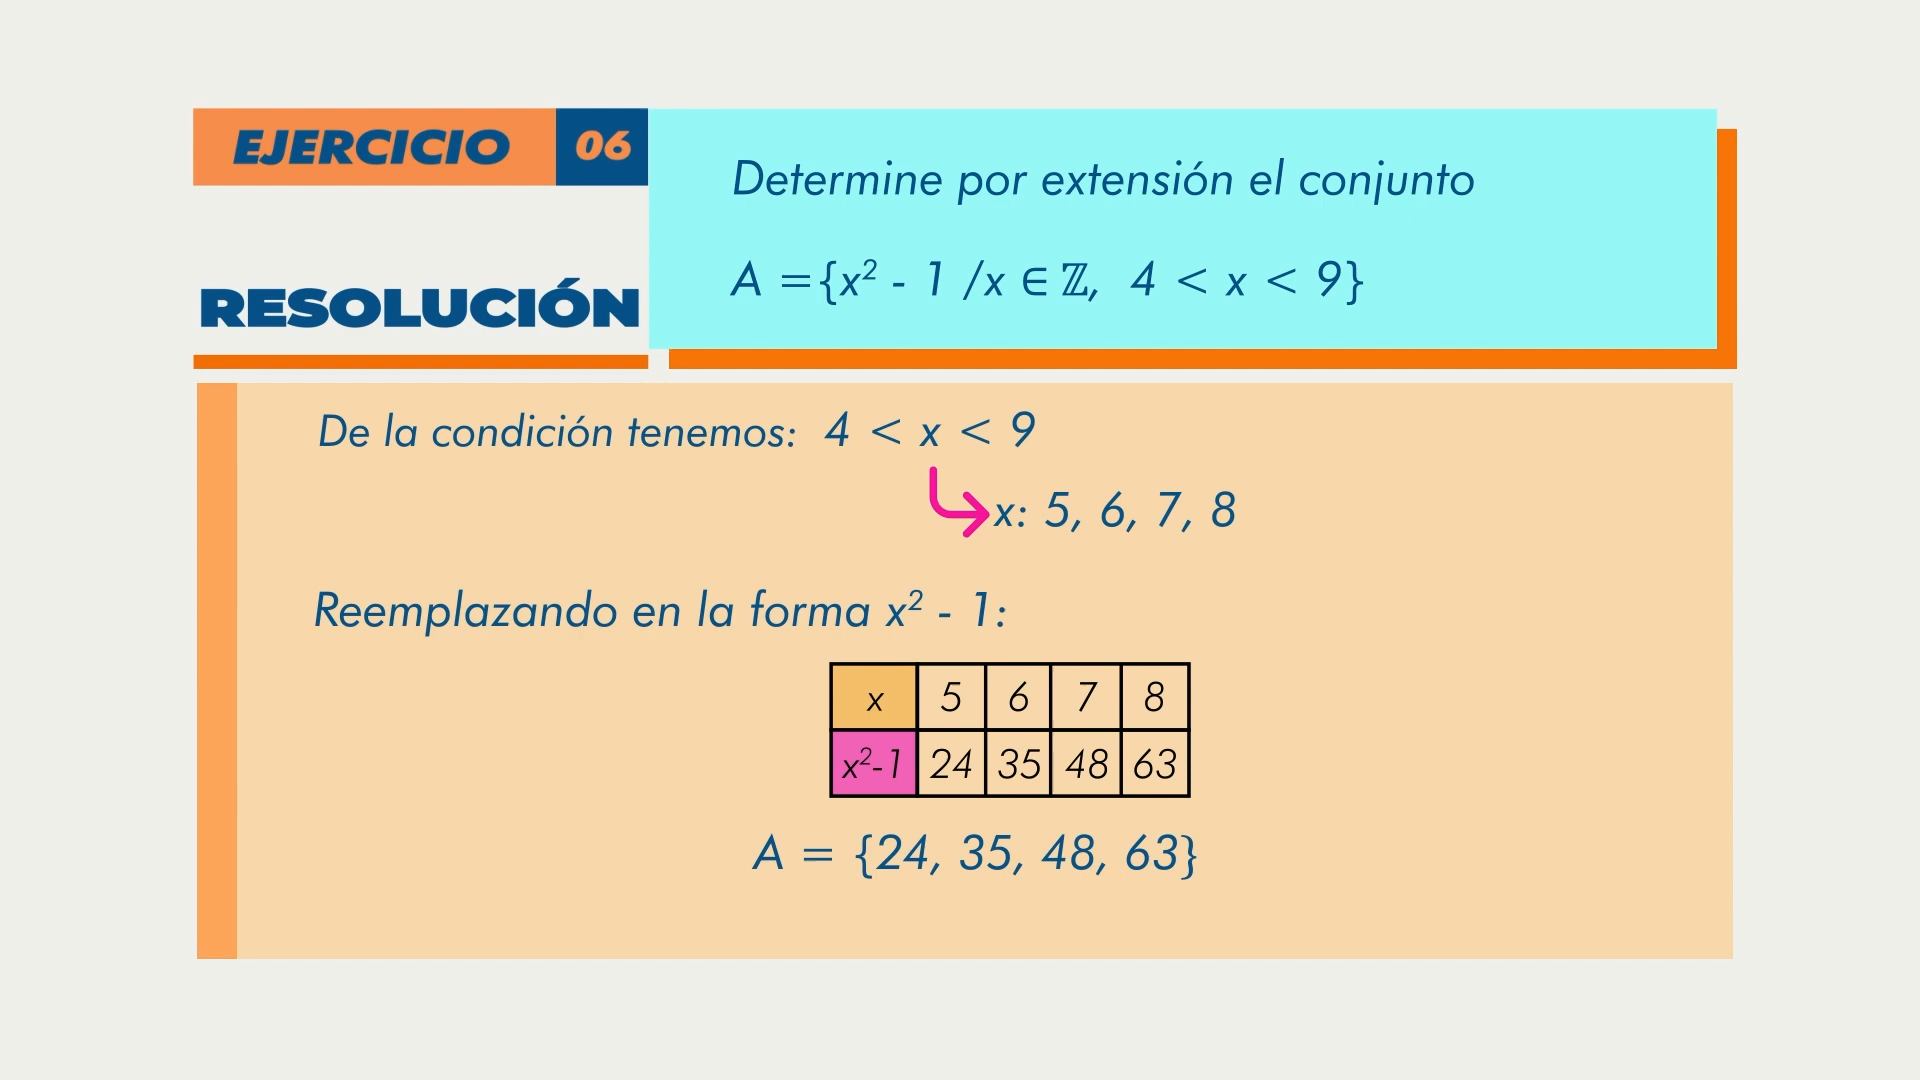 EJERCICIO 06
Determine por extensión el conjunto
A ={x² - 1 /x ∈ ℤ, 4 < x < 9}
RESOLUCIÓN
De la condición tenemos: 4 < x < 9
x: 5, 6, 7, 8
Reemplazando en la forma x² - 1:
x 5 6 7 8
x²-1 24 35 48 63
A = {24, 35, 48, 63}